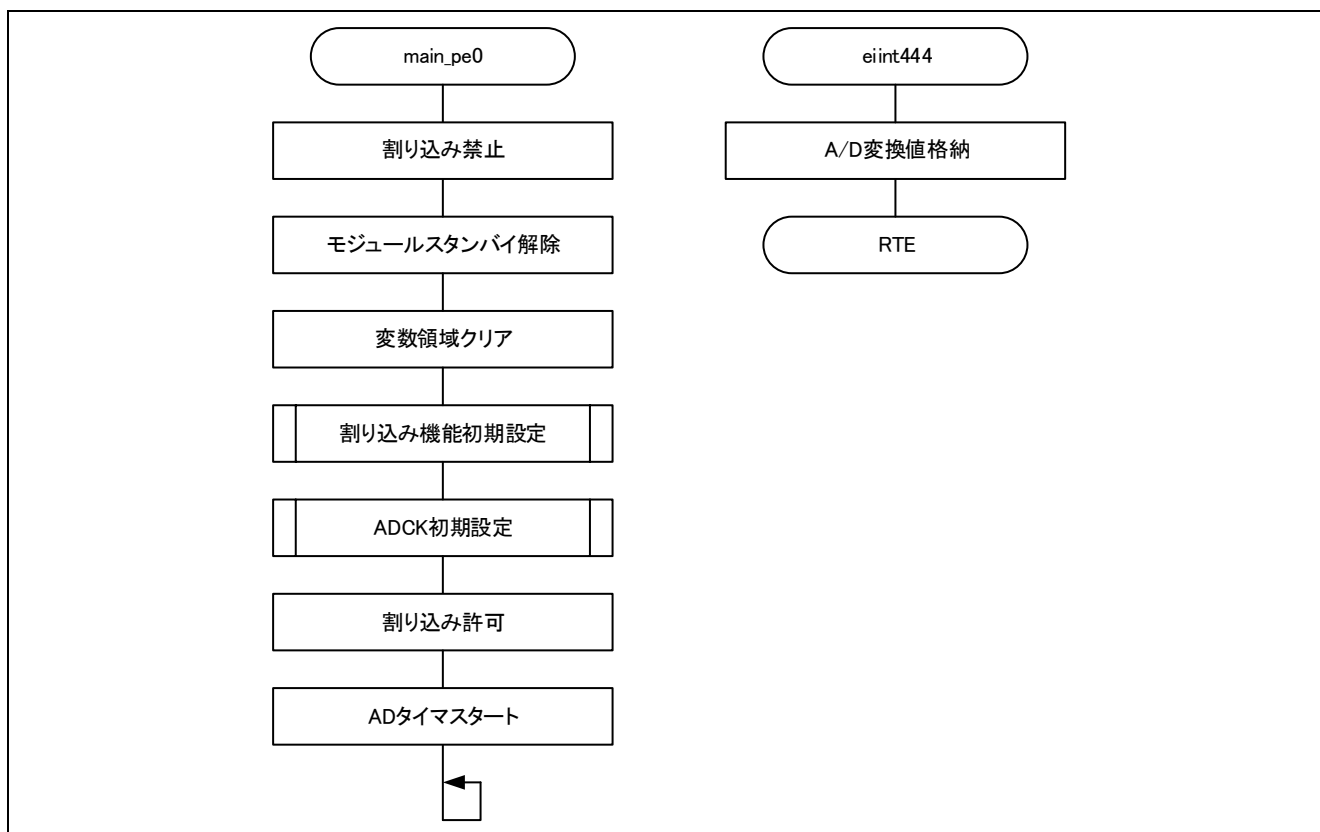 main_pe0
割り込み禁止
モジュールスタンバイ解除
変数領域クリア
割り込み機能初期設定
ADCK初期設定
割り込み許可
ADタイマスタート
eiint444
A/D変換値格納
RTE